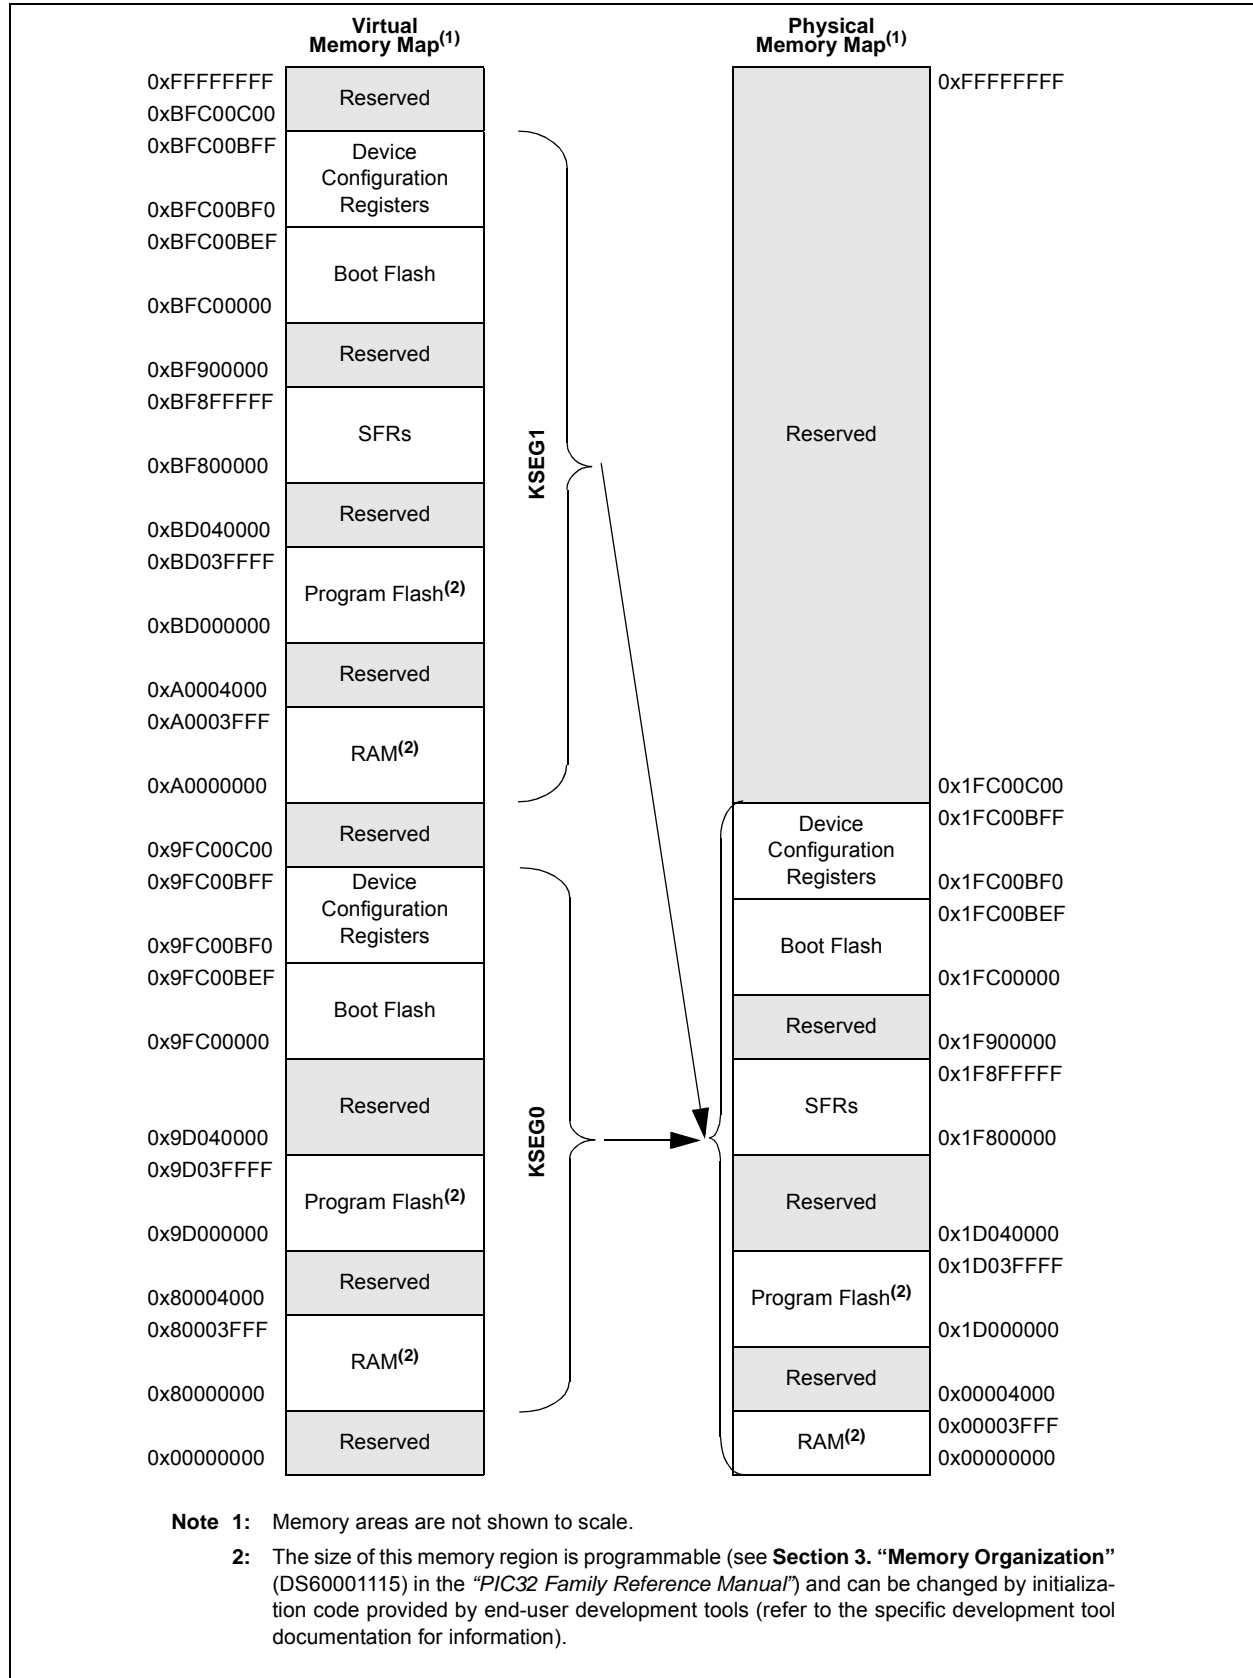 Virtual
Memory Map(1)
Physical
Memory Map(1)
0xFFFFFFFF
Reserved
0xBFC00C00
0xBFC00BFF
Device
Configuration
Registers
0xBFC00BF0
0xBFC00BEF
Boot Flash
0xBFC00000
Reserved
0xBF900000
0xBF8FFFFF
SFRs
0xBF800000
Reserved
0xBD040000
0xBD03FFFF
Program Flash(2)
0xBD000000
Reserved
0xA0004000
0xA0003FFF
RAM(2)
0xA0000000
Reserved
0x9FC00C00
0x9FC00BFF
Device
Configuration
Registers
0x9FC00BF0
0x9FC00BEF
Boot Flash
0x9FC00000
Reserved
0x9D040000
0x9D03FFFF
Program Flash(2)
0x9D000000
Reserved
0x80004000
0x80003FFF
RAM(2)
0x80000000
Reserved
0x00000000
KSEG1
KSEG0
0xFFFFFFFF
Reserved
0x1FC00C00
0x1FC00BFF
Device
Configuration
Registers
0x1FC00BF0
0x1FC00BEF
Boot Flash
0x1FC00000
Reserved
0x1F900000
0x1F8FFFFF
SFRs
0x1F800000
Reserved
0x1D040000
0x1D03FFFF
Program Flash(2)
0x1D000000
Reserved
0x00004000
0x00003FFF
RAM(2)
0x00000000
Note 1: Memory areas are not shown to scale.
2: The size of this memory region is programmable (see Section 3. “Memory Organization”
(DS60001115) in the “PIC32 Family Reference Manual”) and can be changed by initializa-
tion code provided by end-user development tools (refer to the specific development tool
documentation for information).